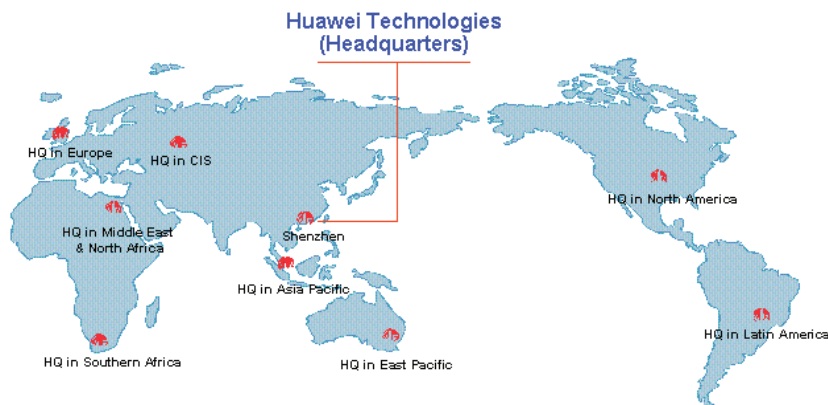 Huawei Technologies
(Headquarters)
HQ in Europe
HQ in CIS
HQ in North America
HQ in Middle East
& North Africa
Shenzhen
HQ in Asia Pacific
HQ in Latin America
HQ in Southern Africa
HQ in East Pacific